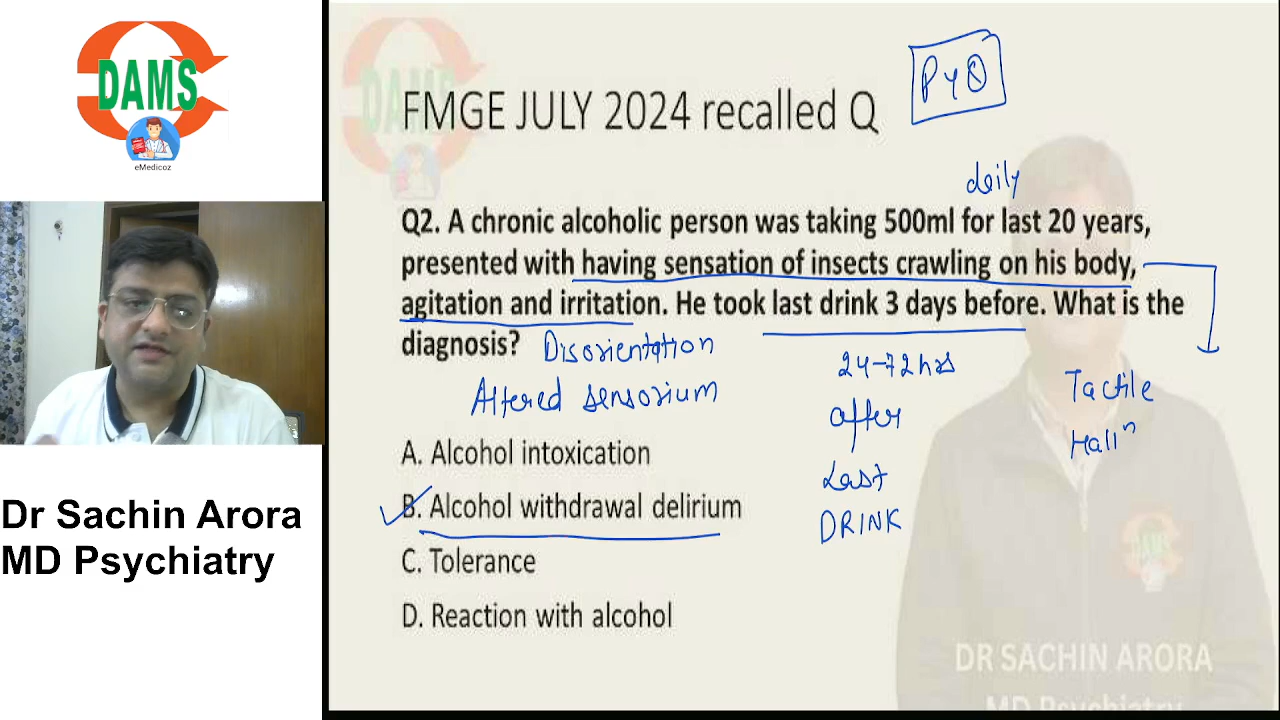 DAMS
eMedicoz
Dr Sachin Arora
MD Psychiatry
FMGE JULY 2024 recalled Q
PYQ
daily
Q2. A chronic alcoholic person was taking 500ml for last 20 years,
presented with having sensation of insects crawling on his body,
agitation and irritation. He took last drink 3 days before. What is the
diagnosis?
Disorientation
Altered sensorium
24-72 hrs
after
Last
DRINK
Tactile
Halln
A. Alcohol intoxication
B. Alcohol withdrawal delirium
C. Tolerance
D. Reaction with alcohol
DR SACHIN ARORA
MD Psychiatry